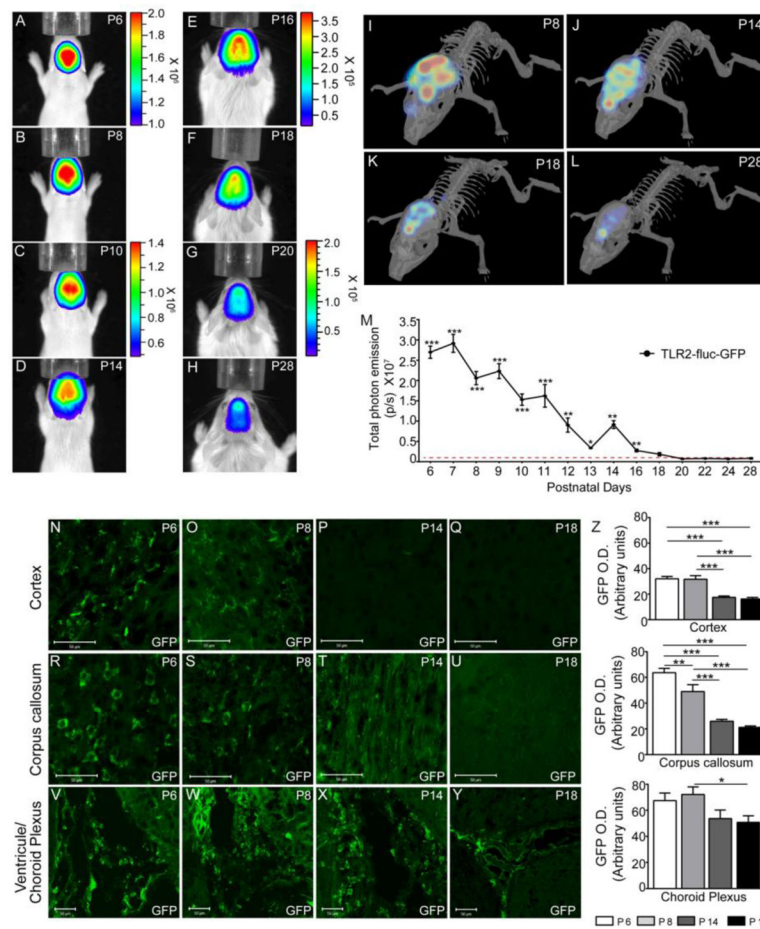 A P6
2.0
1.8
1.6
1.4
1.2
1.0
X 10⁶
B P8
C P10
1.4
1.2
1.0
0.8
0.6
X 10⁶
D P14
E P16
3.5
3.0
2.5
2.0
1.5
1.0
0.5
X 10⁵
F P18
G P20
2.0
1.5
1.0
0.5
X 10⁵
H P28
I P8
J P14
K P18
L P28
M
Total photon emission
(p/s) X10⁷
3.5
3.0
2.5
2.0
1.5
1.0
0.5
0
*** *** *** *** *** *** ** * ** **
TLR2-fluc-GFP
6 7 8 9 10 11 12 13 14 16 18 20 22 24 28
Postnatal Days
Cortex
N P6 GFP
O P8 GFP
P P14 GFP
Q P18 GFP
Corpus callosum
R P6 GFP
S P8 GFP
T P14 GFP
U P18 GFP
Ventricule/
Choroid Plexus
V P6 GFP
W P8 GFP
X P14 GFP
Y P18 GFP
Z
GFP O.D.
(Arbitrary units)
80
60
40
20
0
***
***
***
***
Cortex
GFP O.D.
(Arbitrary units)
80
60
40
20
0
***
***
** ***
***
Corpus callosum
GFP O.D.
(Arbitrary units)
80
60
40
20
0
*
Choroid Plexus
P 6 P 8 P 14 P 1